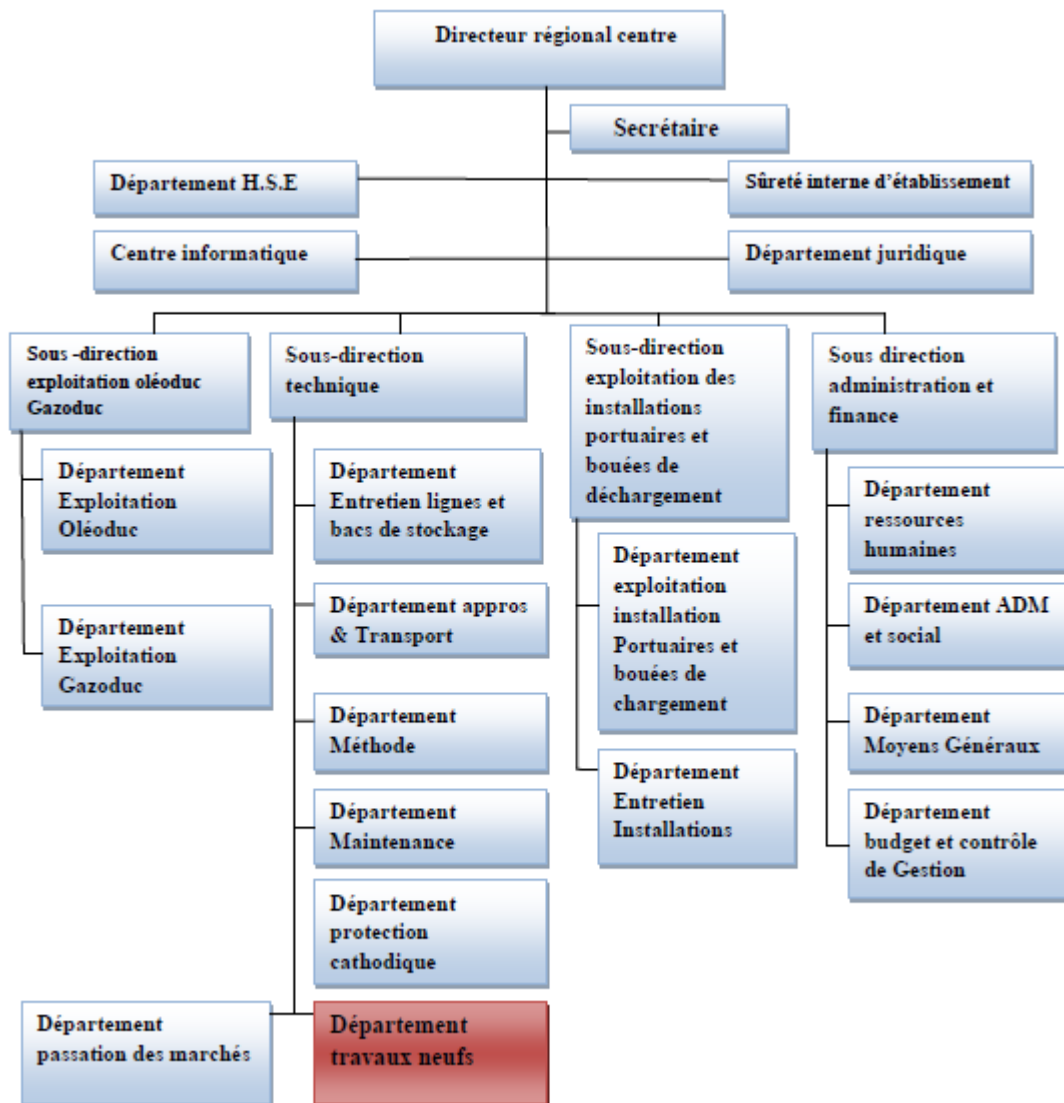 Directeur régional centre
Secrétaire
Département H.S.E
Sûreté interne d'établissement
Centre informatique
Département juridique
Sous -direction
exploitation oléoduc
Gazoduc
Département
Exploitation
Oléoduc
Département
Exploitation
Gazoduc
Sous-direction
technique
Département
Entretien lignes et
bacs de stockage
Département appros
& Transport
Département
Méthode
Département
Maintenance
Département
protection
cathodique
Département
passation des marchés
Département
travaux neufs
Sous-direction
exploitation des
installations
portuaires et
bouées de
déchargement
Département
exploitation
installation
Portuaires et
bouées de
chargement
Département
Entretien
Installations
Sous direction
administration et
finance
Département
ressources
humaines
Département ADM
et social
Département
Moyens Généraux
Département
budget et contrôle
de Gestion